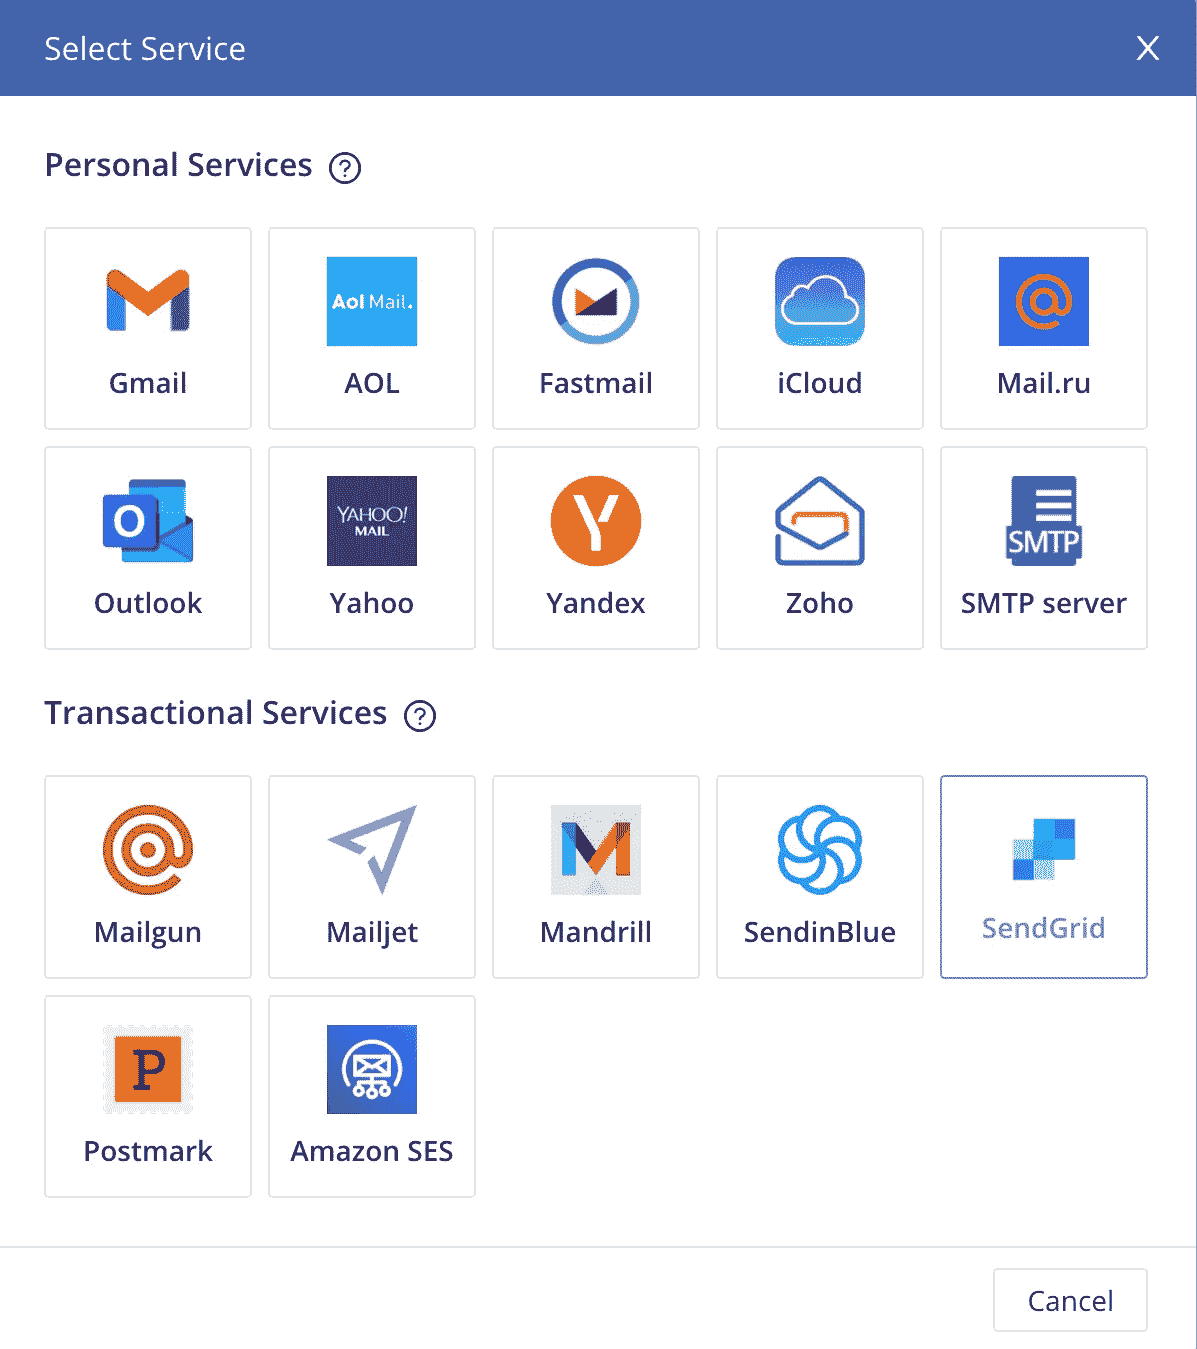 Select Service X
Personal Services ?
Aol Mail.
Gmail AOL Fastmail iCloud Mail.ru
O YAHOO! MAIL Y SMTP
Outlook Yahoo Yandex Zoho SMTP server
Transactional Services ?
Mailgun Mailjet Mandrill SendinBlue SendGrid
P
Postmark Amazon SES
Cancel